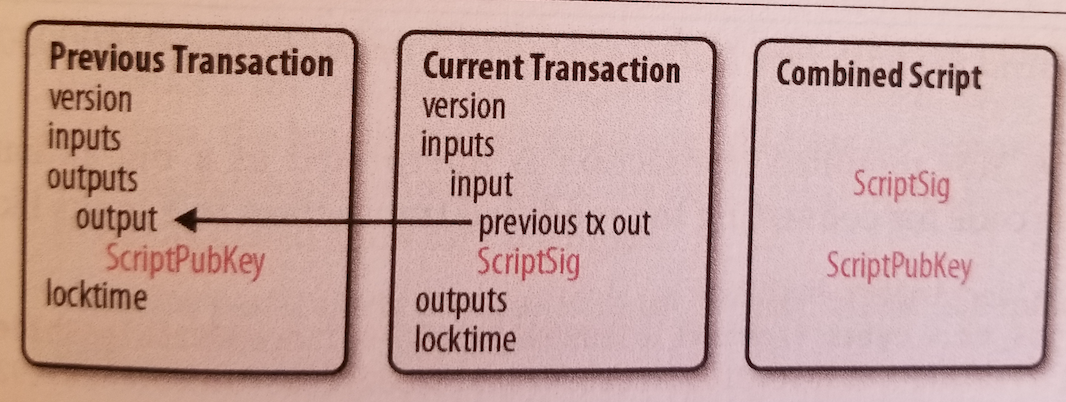 Previous Transaction
version
inputs
outputs
output
ScriptPubKey
locktime
Current Transaction
version
inputs
input
previous tx out
ScriptSig
outputs
locktime
Combined Script
ScriptSig
ScriptPubKey